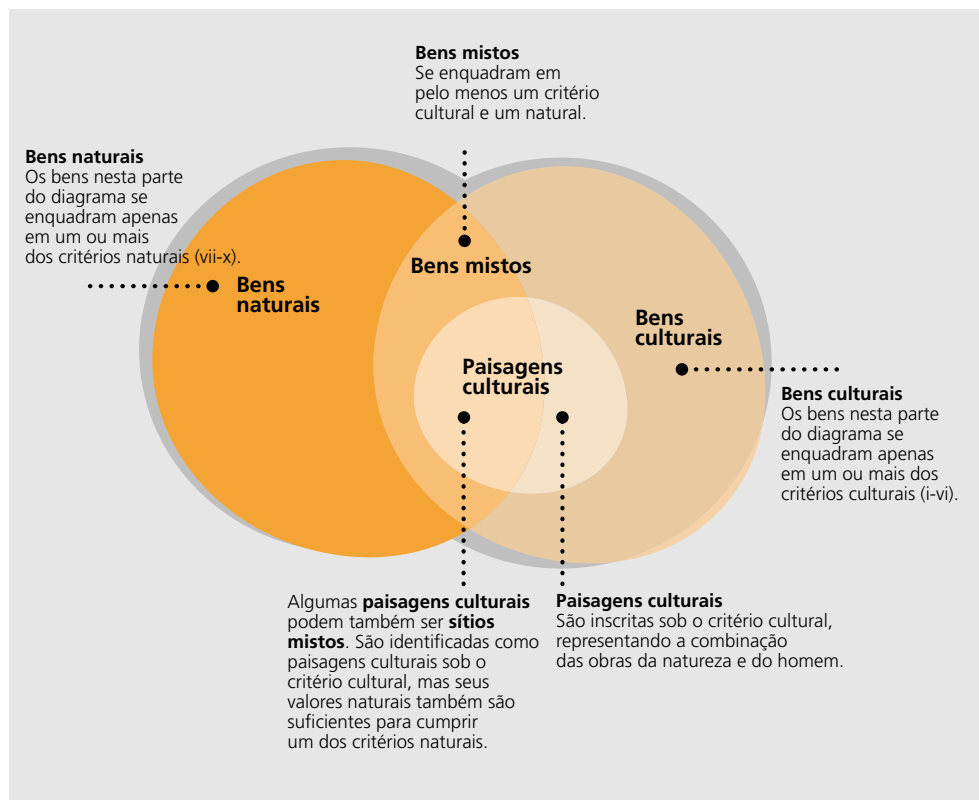 Bens mistos
Se enquadram em
pelo menos um critério
cultural e um natural.
Bens naturais
Os bens nesta parte
do diagrama se
enquadram apenas
em um ou mais
dos critérios naturais (vii-x).
Bens mistos
Bens
naturais
Bens
culturais
Paisagens
culturais
Bens culturais
Os bens nesta parte
do diagrama se
enquadram apenas
em um ou mais dos
critérios culturais (i-vi).
Algumas paisagens culturais
podem também ser sítios
mistos. São identificadas como
paisagens culturais sob o
critério cultural, mas seus
valores naturais também são
suficientes para cumprir
um dos critérios naturais.
Paisagens culturais
São inscritas sob o critério cultural,
representando a combinação
das obras da natureza e do homem.